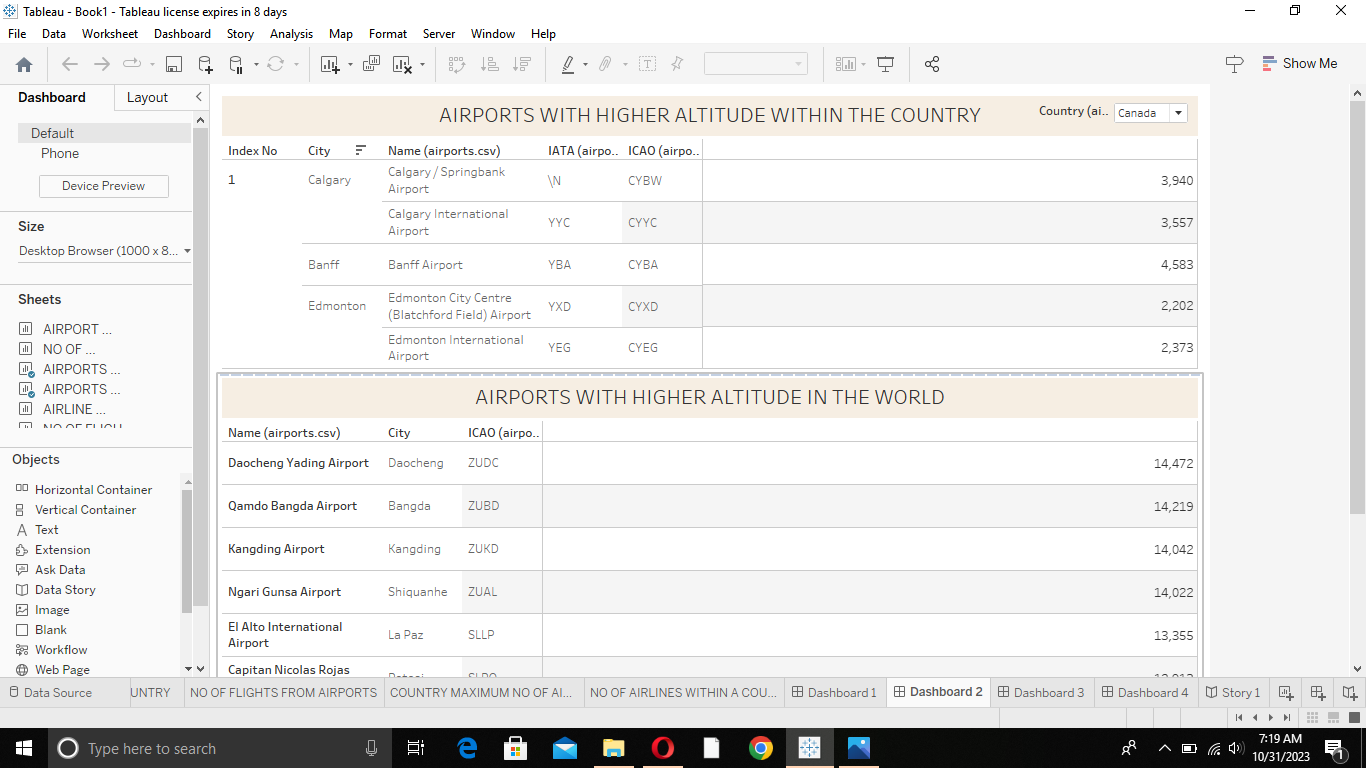 Tableau - Book1 - Tableau license expires in 8 days
File Data Worksheet Dashboard Story Analysis Map Format Server Window Help
Show Me
Dashboard Layout
Default
Phone
Device Preview
Size
Desktop Browser (1000 x 8...
Sheets
AIRPORT ...
NO OF ...
AIRPORTS ...
AIRPORTS ...
AIRLINE ...
Objects
Horizontal Container
Vertical Container
Text
Extension
Ask Data
Data Story
Image
Blank
Workflow
Web Page
AIRPORTS WITH HIGHER ALTITUDE WITHIN THE COUNTRY
Country (ai.. Canada
Index No City Name (airports.csv) IATA (airpo.. ICAO (airpo..
1 Calgary Calgary / Springbank
Airport \N CYBW 3,940
Calgary International
Airport YYC CYYC 3,557
Banff Banff Airport YBA CYBA 4,583
Edmonton Edmonton City Centre
(Blatchford Field) Airport YXD CYXD 2,202
Edmonton International
Airport YEG CYEG 2,373
AIRPORTS WITH HIGHER ALTITUDE IN THE WORLD
Name (airports.csv) City ICAO (airpo..
Daocheng Yading Airport Daocheng ZUDC 14,472
Qamdo Bangda Airport Bangda ZUBD 14,219
Kangding Airport Kangding ZUKD 14,042
Ngari Gunsa Airport Shiquanhe ZUAL 14,022
El Alto International
Airport La Paz SLLP 13,355
Capitan Nicolas Rojas
Data Source UNTRY NO OF FLIGHTS FROM AIRPORTS COUNTRY MAXIMUM NO OF AI... NO OF AIRLINES WITHIN A COU... Dashboard 1 Dashboard 2 Dashboard 3 Dashboard 4 Story 1
Type here to search
7:19 AM
10/31/2023
1